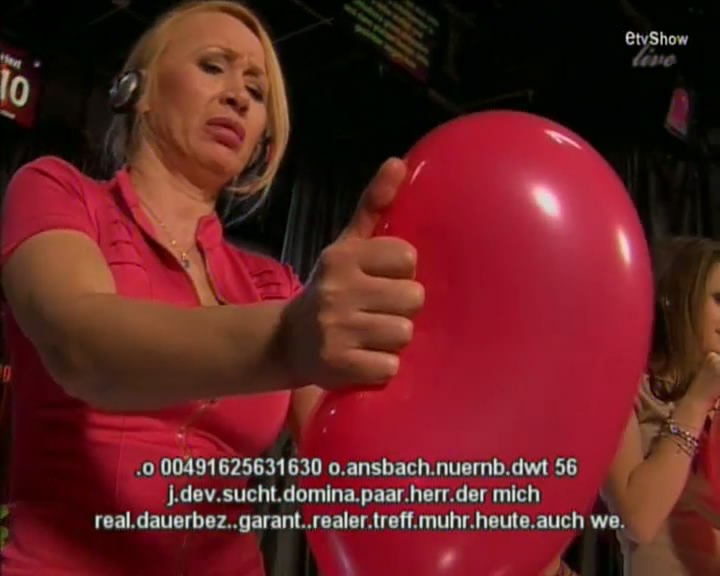 etvShow
live
10
.o 00491625631630 o.ansbach.nuernb.dwt 56
j.dev.sucht.domina.paar.herr.der mich
real.dauerbez..garant..realer.treff.muhr.heute.auch we.